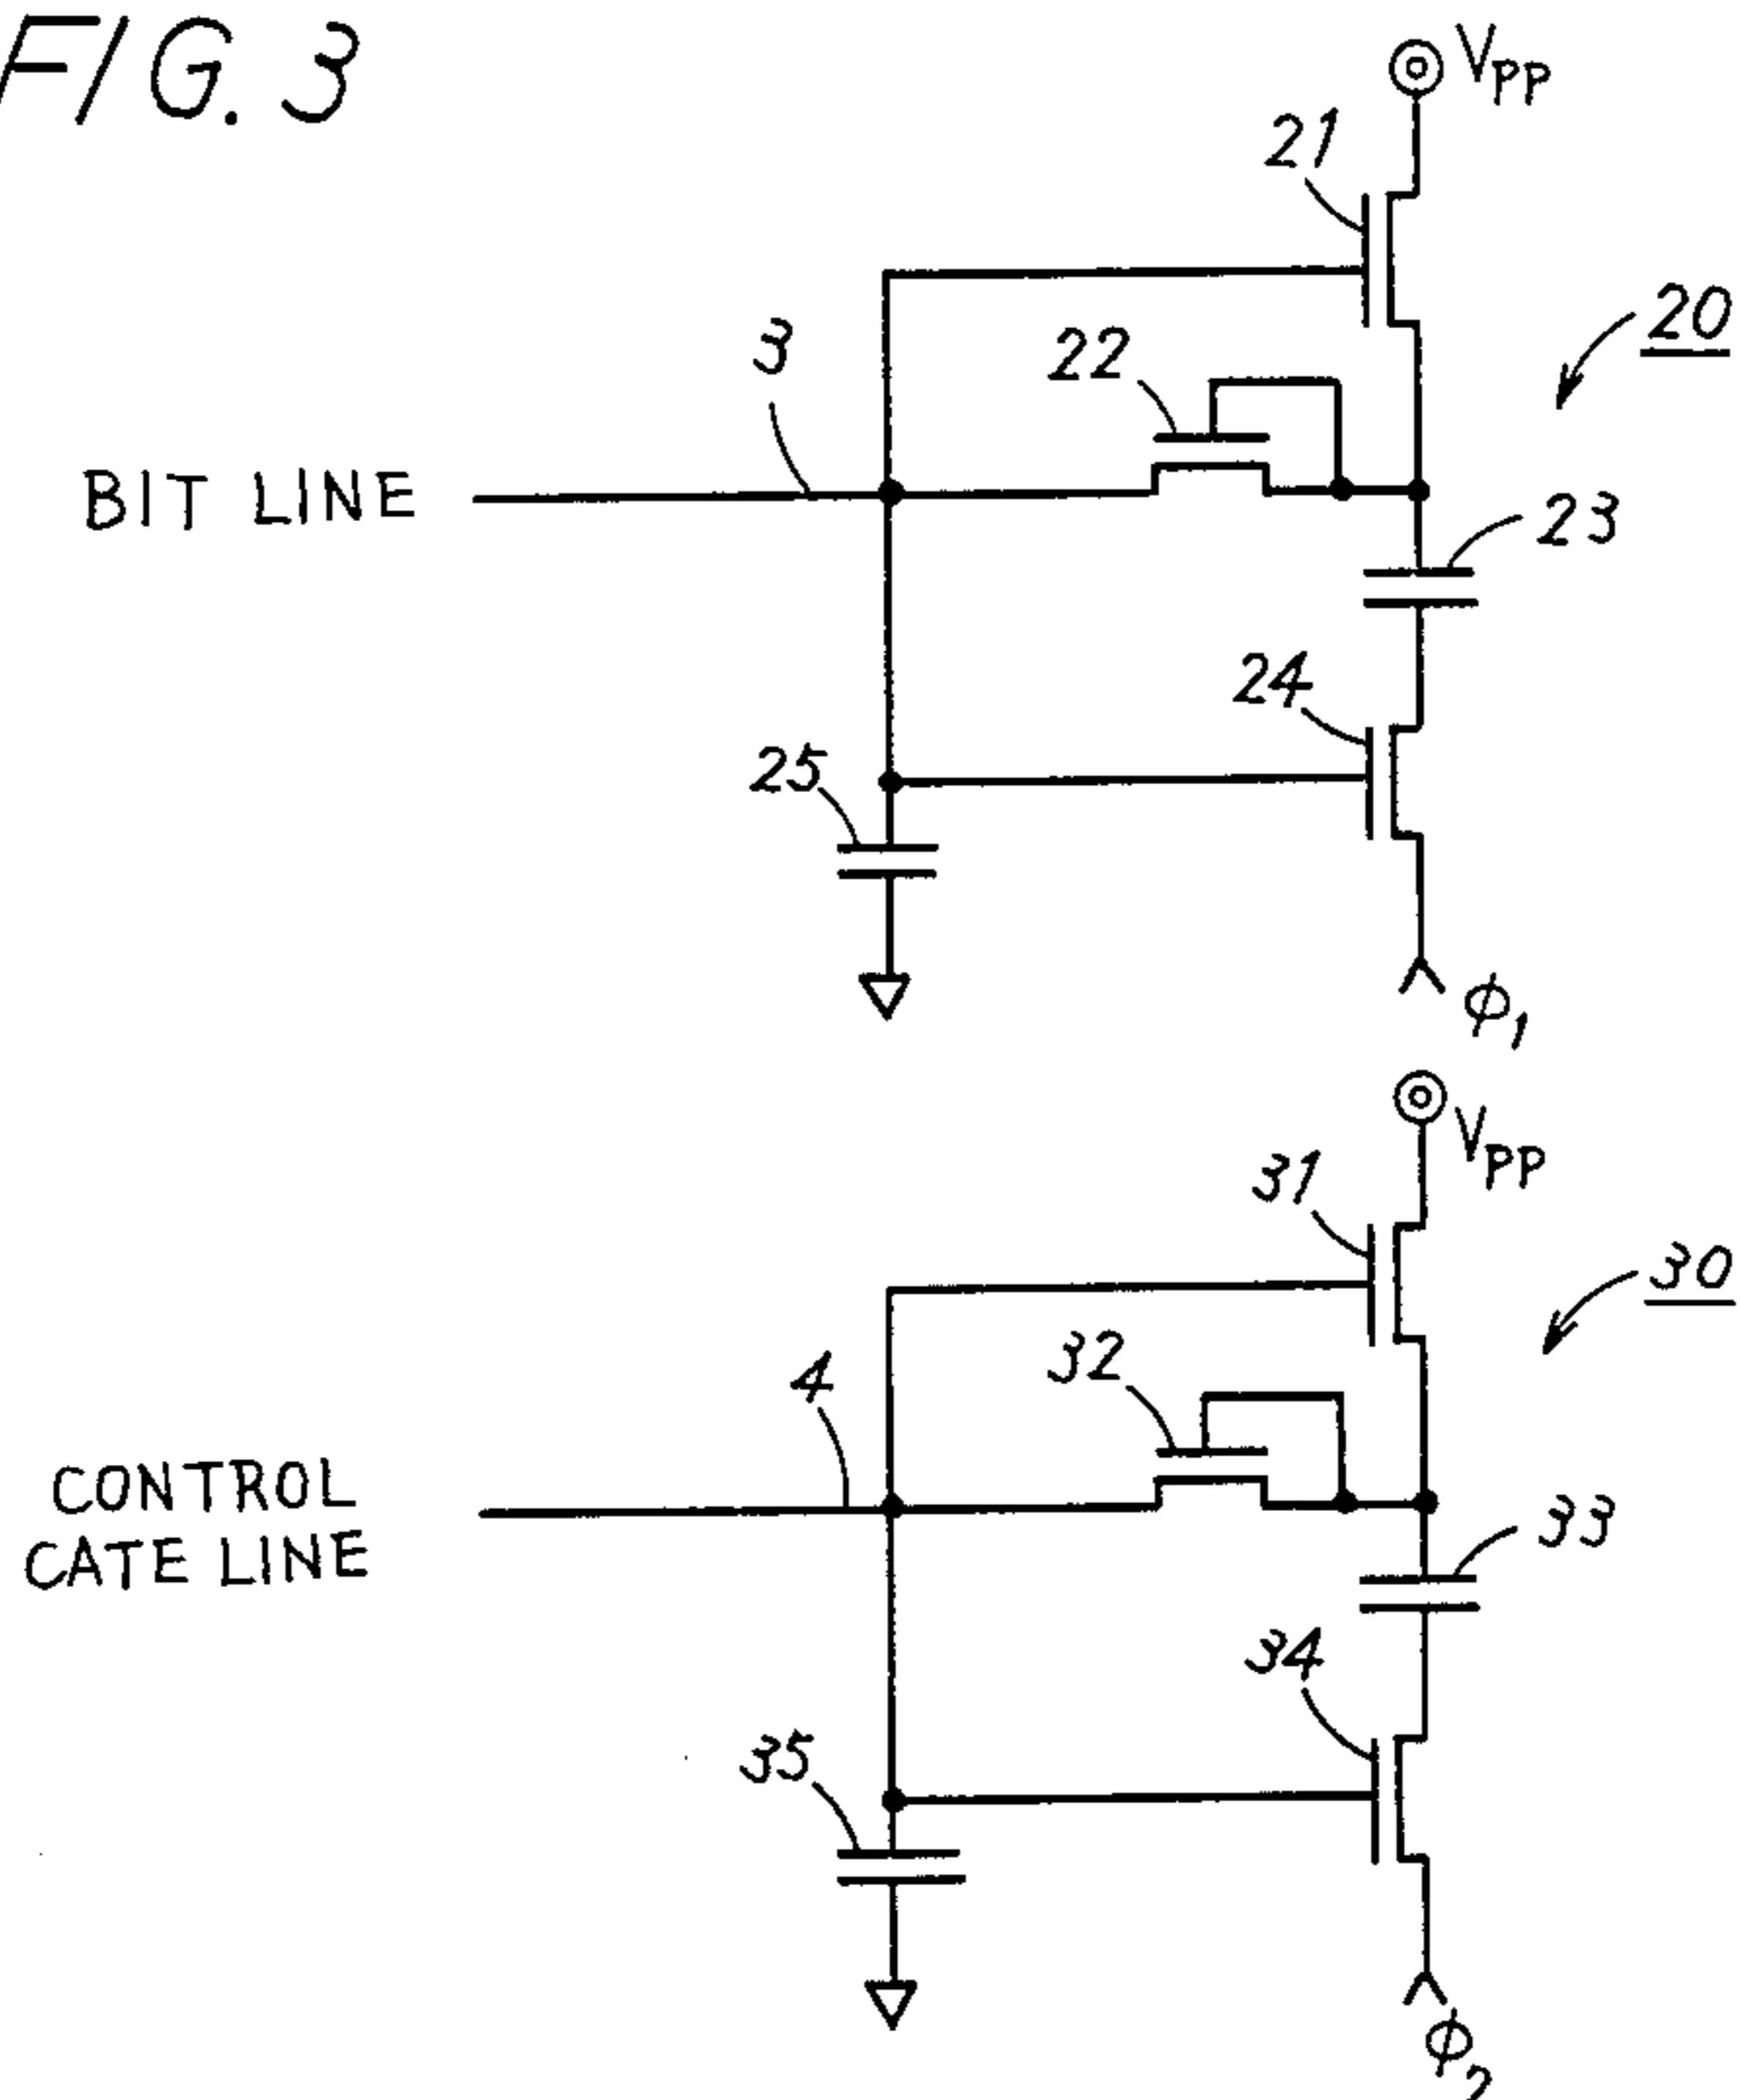 FIG. 3
VPP
21
20
3
22
BIT LINE
23
24
25
ϕ1
VPP
31
30
4
32
CONTROL
CATE LINE
33
34
35
ϕ2